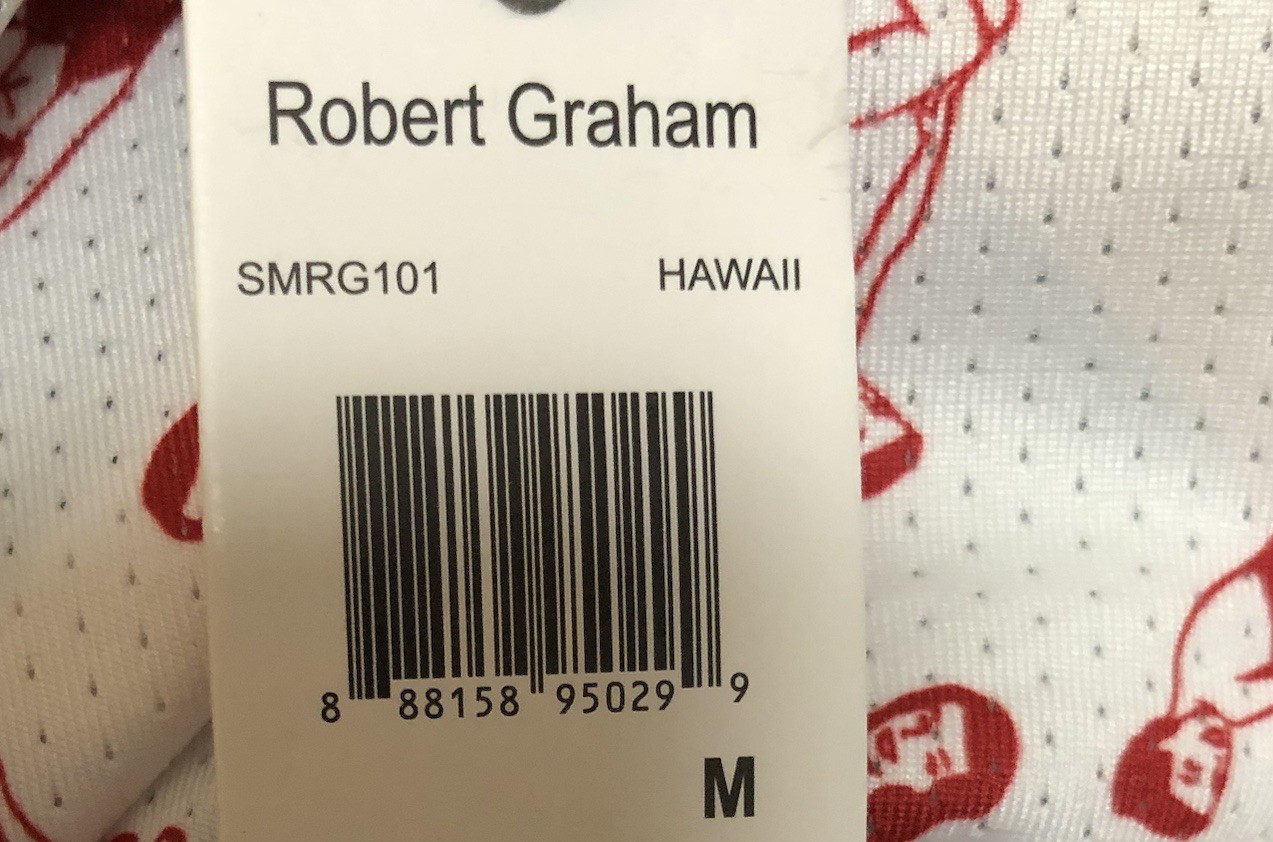 Robert Graham
SMRG101 HAWAII
8 88158 95029 9
M